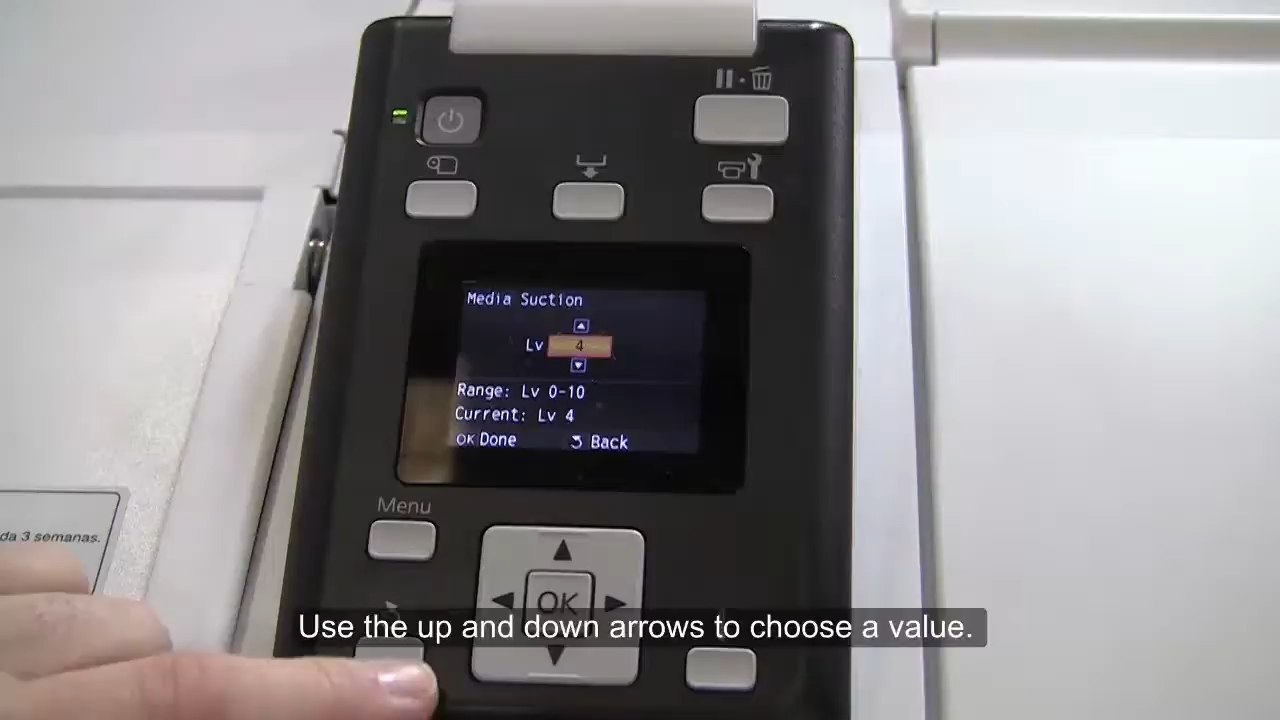 Media Suction
Lv 4
Range: Lv 0-10
Current: Lv 4
OK Done Back
Menu
OK
da 3 semanas.
Use the up and down arrows to choose a value.